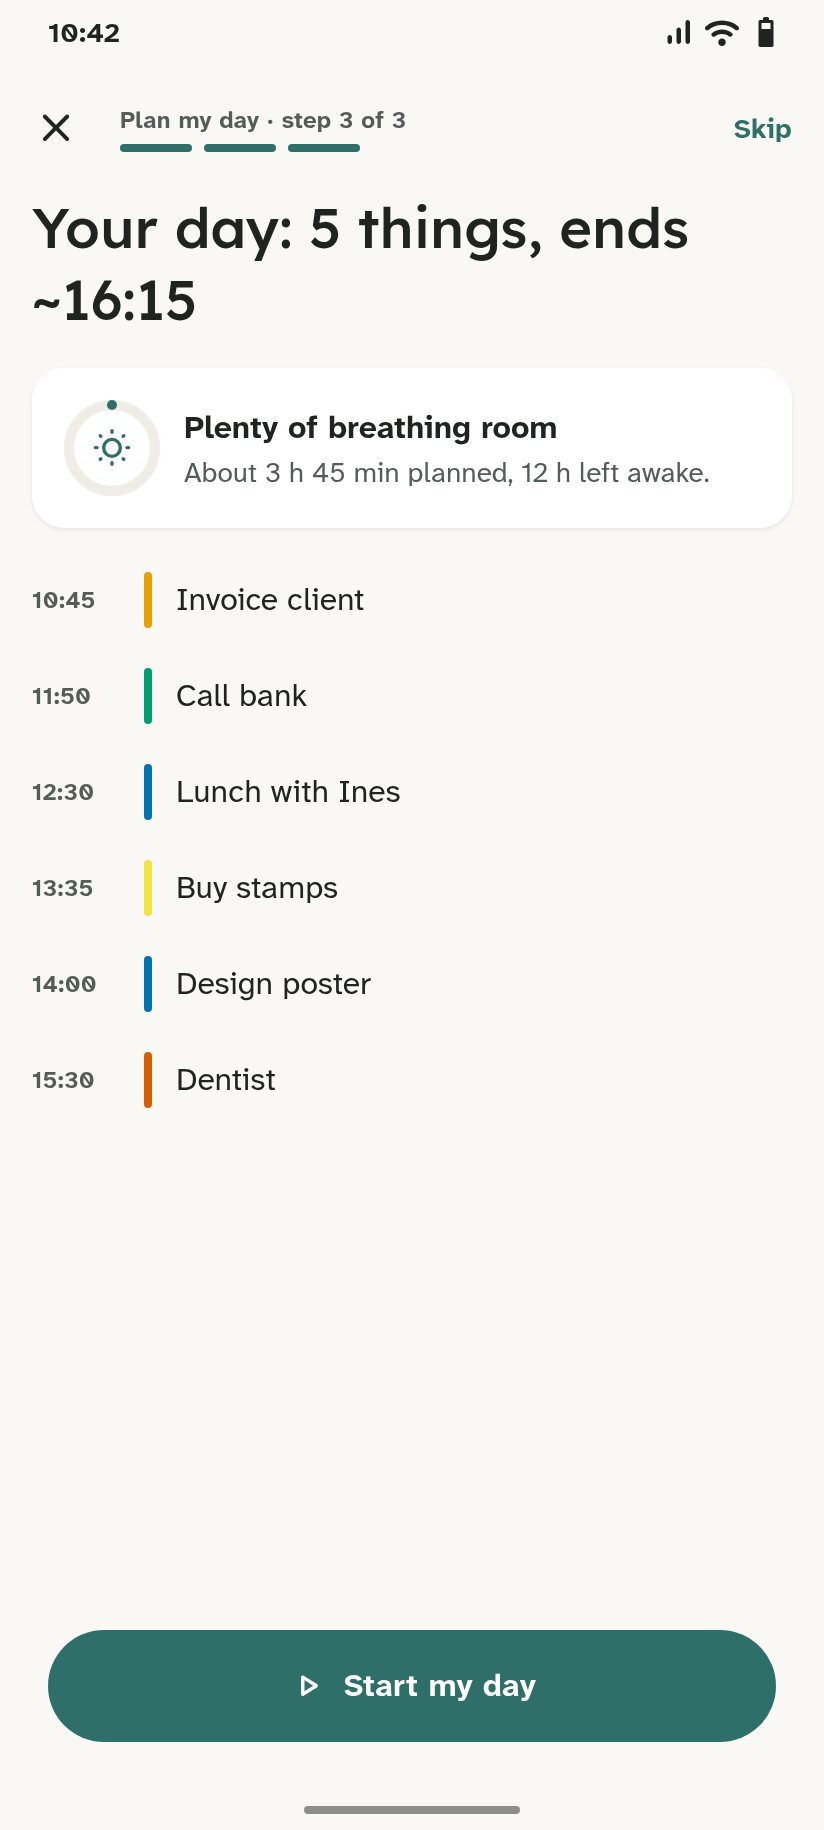 10:42
Plan my day · step 3 of 3
Skip
Your day: 5 things, ends
~16:15
Plenty of breathing room
About 3 h 45 min planned, 12 h left awake.
10:45 Invoice client
11:50 Call bank
12:30 Lunch with Ines
13:35 Buy stamps
14:00 Design poster
15:30 Dentist
Start my day